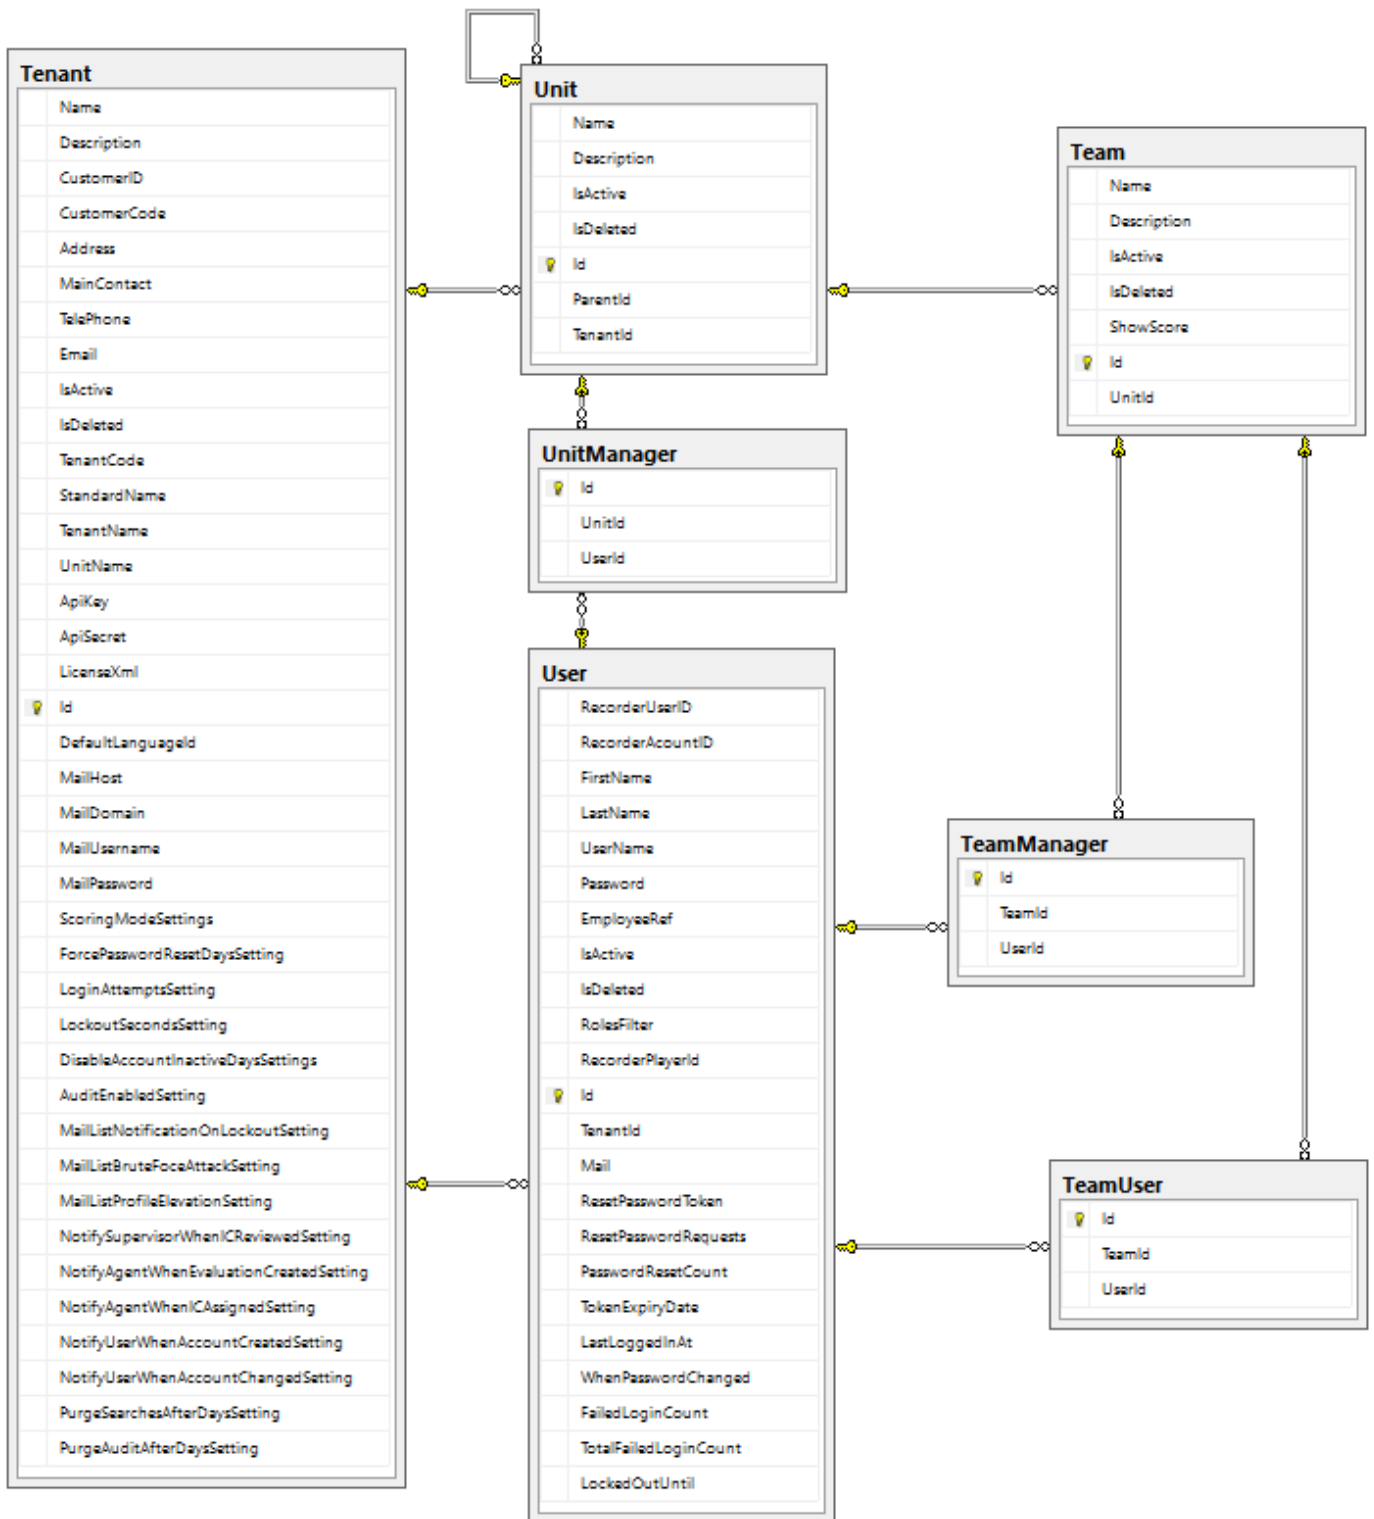 Tenant
Name
Description
CustomerID
CustomerCode
Address
MainContact
TelePhone
Email
IsActive
IsDeleted
TenantCode
StandardName
TenantName
UnitName
ApiKey
ApiSecret
LicenseXml
Id
DefaultLanguageId
MailHost
MailDomain
MailUsername
MailPassword
ScoringModeSettings
ForcePasswordResetDaysSetting
LoginAttemptsSetting
LockoutSecondsSetting
DisableAccountInactiveDaysSettings
AuditEnabledSetting
MailListNotificationOnLockoutSetting
MailListBruteFoceAttackSetting
MailListProfileElevationSetting
NotifySupervisorWhenICReviewedSetting
NotifyAgentWhenEvaluationCreatedSetting
NotifyAgentWhenICAssignedSetting
NotifyUserWhenAccountCreatedSetting
NotifyUserWhenAccountChangedSetting
PurgeSearchesAfterDaysSetting
PurgeAuditAfterDaysSetting
Unit
Name
Description
IsActive
IsDeleted
Id
ParentId
TenantId
UnitManager
Id
UnitId
UserId
User
RecorderUserID
RecorderAcountID
FirstName
LastName
UserName
Password
EmployeeRef
IsActive
IsDeleted
RolesFilter
RecorderPlayerId
Id
TenantId
Mail
ResetPasswordToken
ResetPasswordRequests
PasswordResetCount
TokenExpiryDate
LastLoggedInAt
WhenPasswordChanged
FailedLoginCount
TotalFailedLoginCount
LockedOutUntil
Team
Name
Description
IsActive
IsDeleted
ShowScore
Id
UnitId
TeamManager
Id
TeamId
UserId
TeamUser
Id
TeamId
UserId